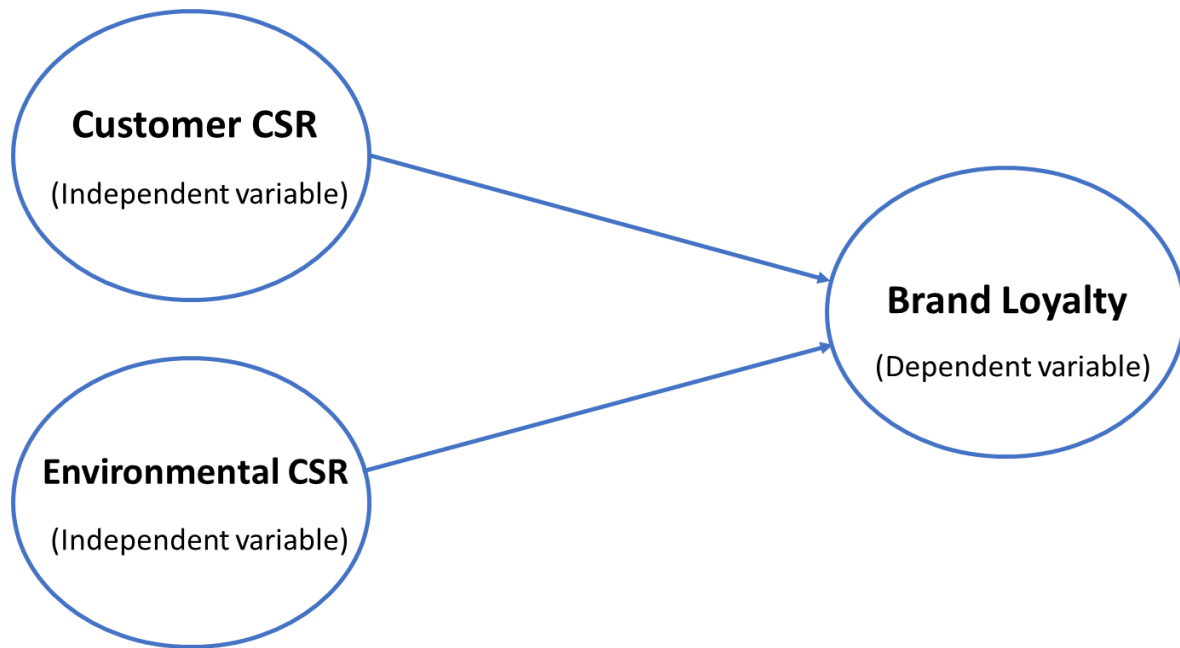 Customer CSR
(Independent variable)
Brand Loyalty
(Dependent variable)
Environmental CSR
(Independent variable)